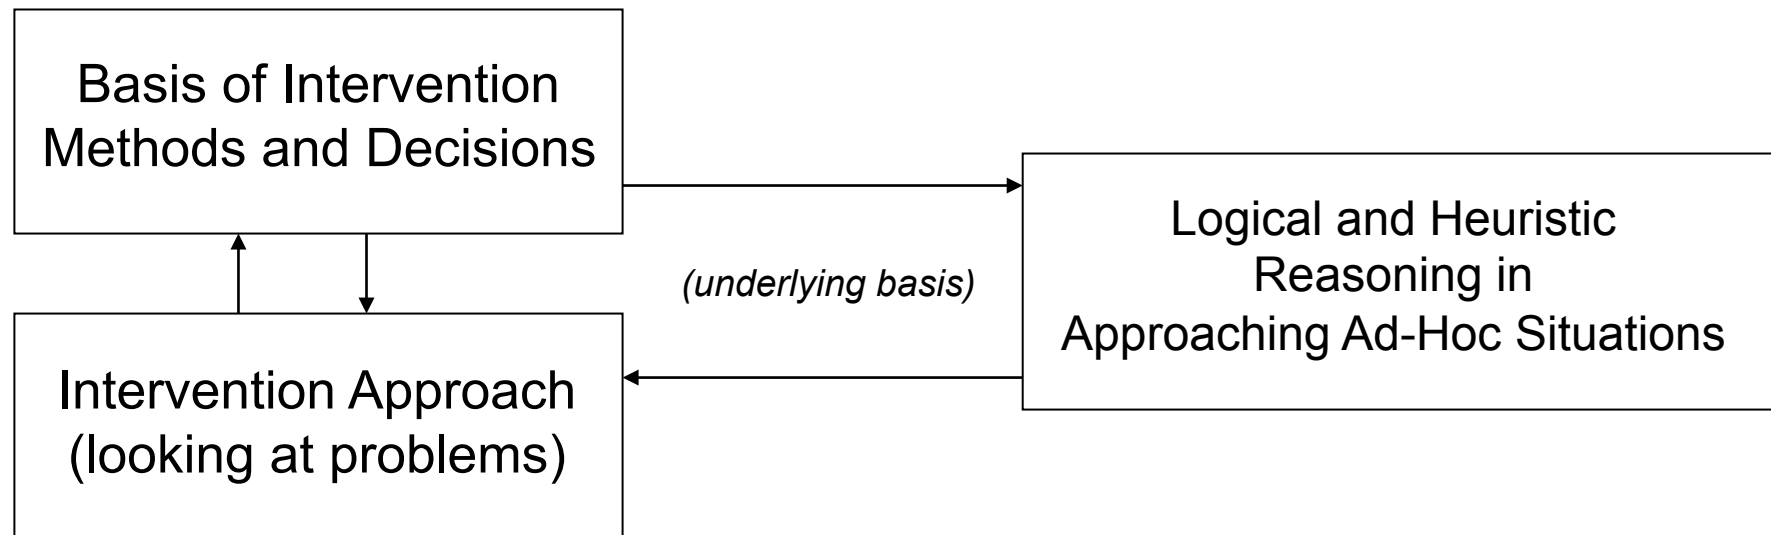 Basis of Intervention
Methods and Decisions
Logical and Heuristic
Reasoning in
Approaching Ad-Hoc Situations
(underlying basis)
Intervention Approach
(looking at problems)